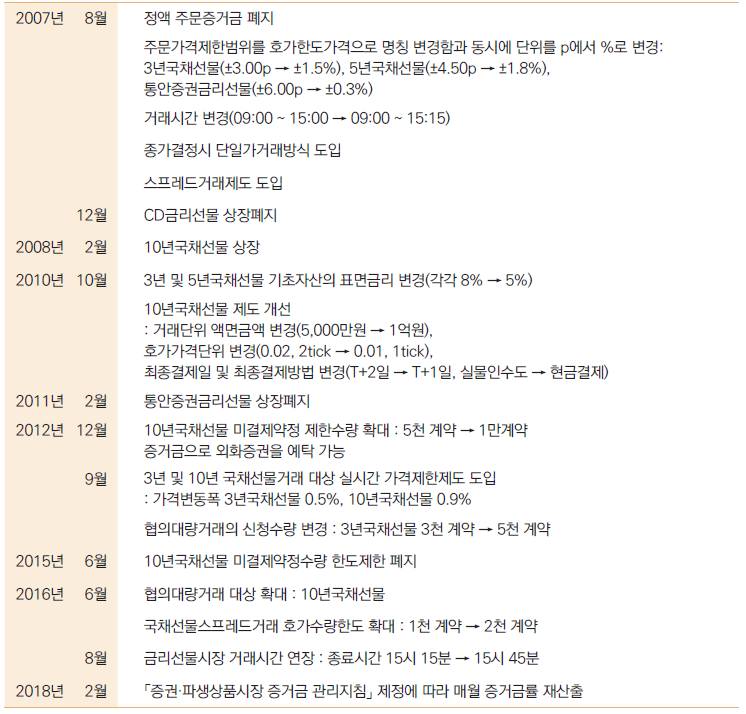 2007년 8월 정액 주문증거금 폐지
주문가격제한범위를 호가한도가격으로 명칭 변경함과 동시에 단위를 p에서 %로 변경:
3년국채선물(±3.00p → ±1.5%), 5년국채선물(±4.50p → ±1.8%),
통안증권금리선물(±6.00p → ±0.3%)
거래시간 변경(09:00 ~ 15:00 → 09:00 ~ 15:15)
종가결정시 단일가거래방식 도입
스프레드거래제도 도입
12월 CD금리선물 상장폐지
2008년 2월 10년국채선물 상장
2010년 10월 3년 및 5년국채선물 기초자산의 표면금리 변경(각각 8% → 5%)
10년국채선물 제도 개선
: 거래단위 액면금액 변경(5,000만원 → 1억원),
호가가격단위 변경(0.02, 2tick → 0.01, 1tick),
최종결제일 및 최종결제방법 변경(T+2일 → T+1일, 실물인수도 → 현금결제)
2011년 2월 통안증권금리선물 상장폐지
2012년 12월 10년국채선물 미결제약정 제한수량 확대 : 5천 계약 → 1만계약
증거금으로 외화증권을 예탁 가능
9월 3년 및 10년 국채선물거래 대상 실시간 가격제한제도 도입
: 가격변동폭 3년국채선물 0.5%, 10년국채선물 0.9%
협의대량거래의 신청수량 변경 : 3년국채선물 3천 계약 → 5천 계약
2015년 6월 10년국채선물 미결제약정수량 한도제한 폐지
2016년 6월 협의대량거래 대상 확대 : 10년국채선물
국채선물스프레드거래 호가수량한도 확대 : 1천 계약 → 2천 계약
8월 금리선물시장 거래시간 연장 : 종료시간 15시 15분 → 15시 45분
2018년 2월 「증권·파생상품시장 증거금 관리지침」 제정에 따라 매월 증거금률 재산출